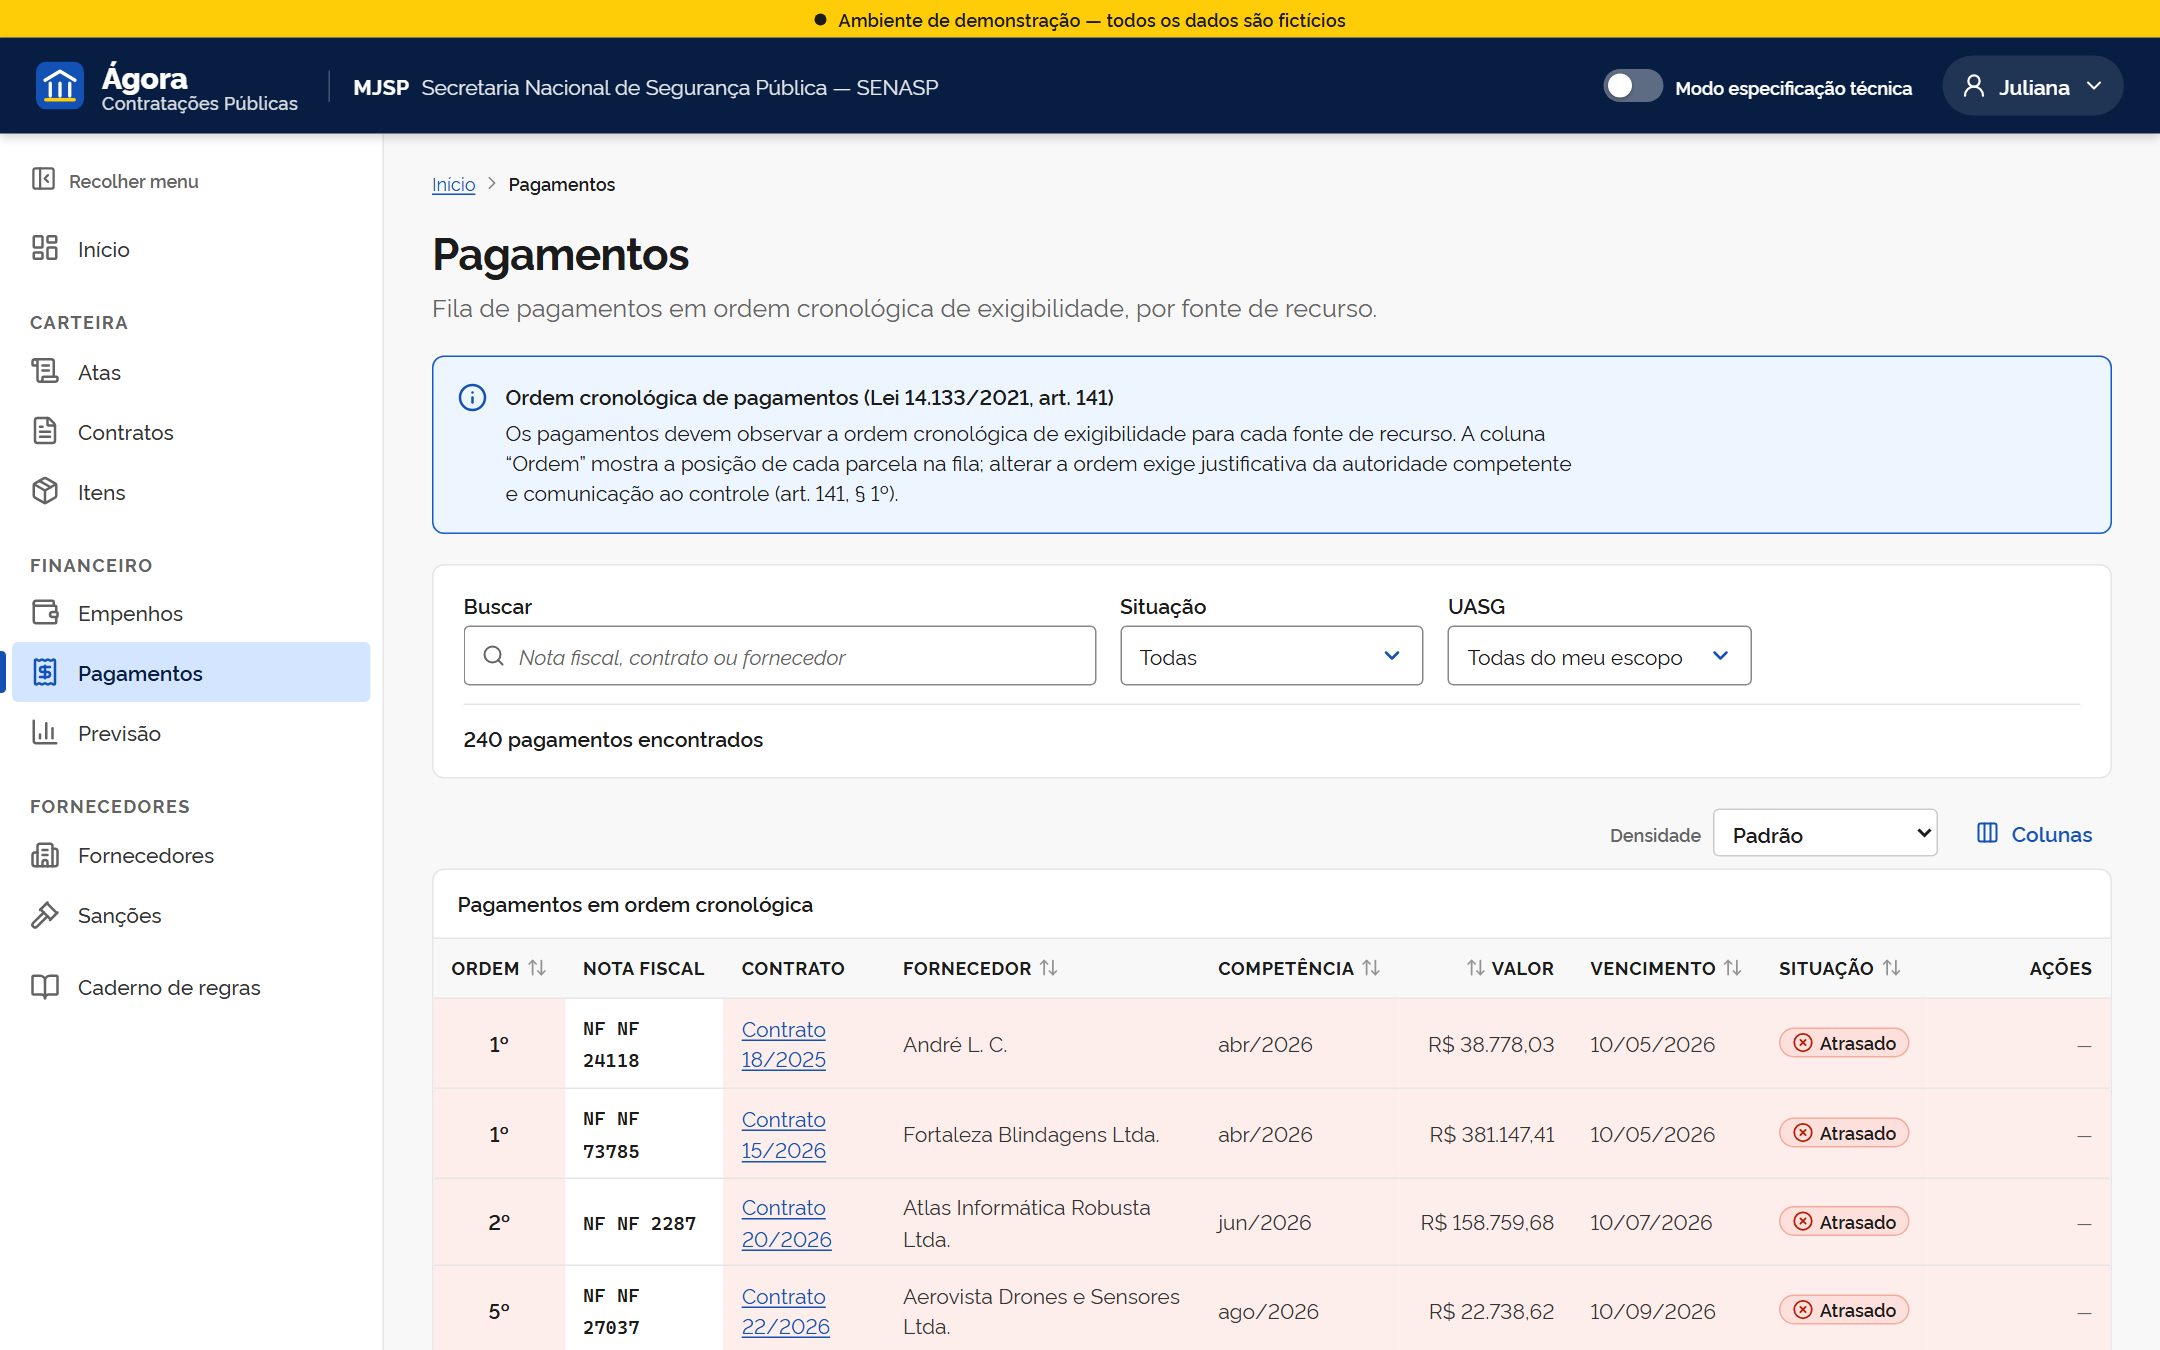 Ambiente de demonstração — todos os dados são fictícios
Ágora
Contratações Públicas
MJSP Secretaria Nacional de Segurança Pública — SENASP
Modo especificação técnica
Juliana
Recolher menu
Início
CARTEIRA
Atas
Contratos
Itens
FINANCEIRO
Empenhos
Pagamentos
Previsão
FORNECEDORES
Fornecedores
Sanções
Caderno de regras
Início > Pagamentos
Pagamentos
Fila de pagamentos em ordem cronológica de exigibilidade, por fonte de recurso.
Ordem cronológica de pagamentos (Lei 14.133/2021, art. 141)
Os pagamentos devem observar a ordem cronológica de exigibilidade para cada fonte de recurso. A coluna
“Ordem” mostra a posição de cada parcela na fila; alterar a ordem exige justificativa da autoridade competente
e comunicação ao controle (art. 141, § 1º).
Buscar
Nota fiscal, contrato ou fornecedor
Situação
Todas
UASG
Todas do meu escopo
240 pagamentos encontrados
Densidade
Padrão
Colunas
Pagamentos em ordem cronológica
ORDEM NOTA FISCAL CONTRATO FORNECEDOR COMPETÊNCIA VALOR VENCIMENTO SITUAÇÃO AÇÕES
1º
NF NF
24118
Contrato
18/2025
André L. C.
abr/2026
R$ 38.778,03
10/05/2026
Atrasado
—
1º
NF NF
73785
Contrato
15/2026
Fortaleza Blindagens Ltda.
abr/2026
R$ 381.147,41
10/05/2026
Atrasado
—
2º
NF NF 2287
Contrato
20/2026
Atlas Informática Robusta
Ltda.
jun/2026
R$ 158.759,68
10/07/2026
Atrasado
—
5º
NF NF
27037
Contrato
22/2026
Aerovista Drones e Sensores
Ltda.
ago/2026
R$ 22.738,62
10/09/2026
Atrasado
—